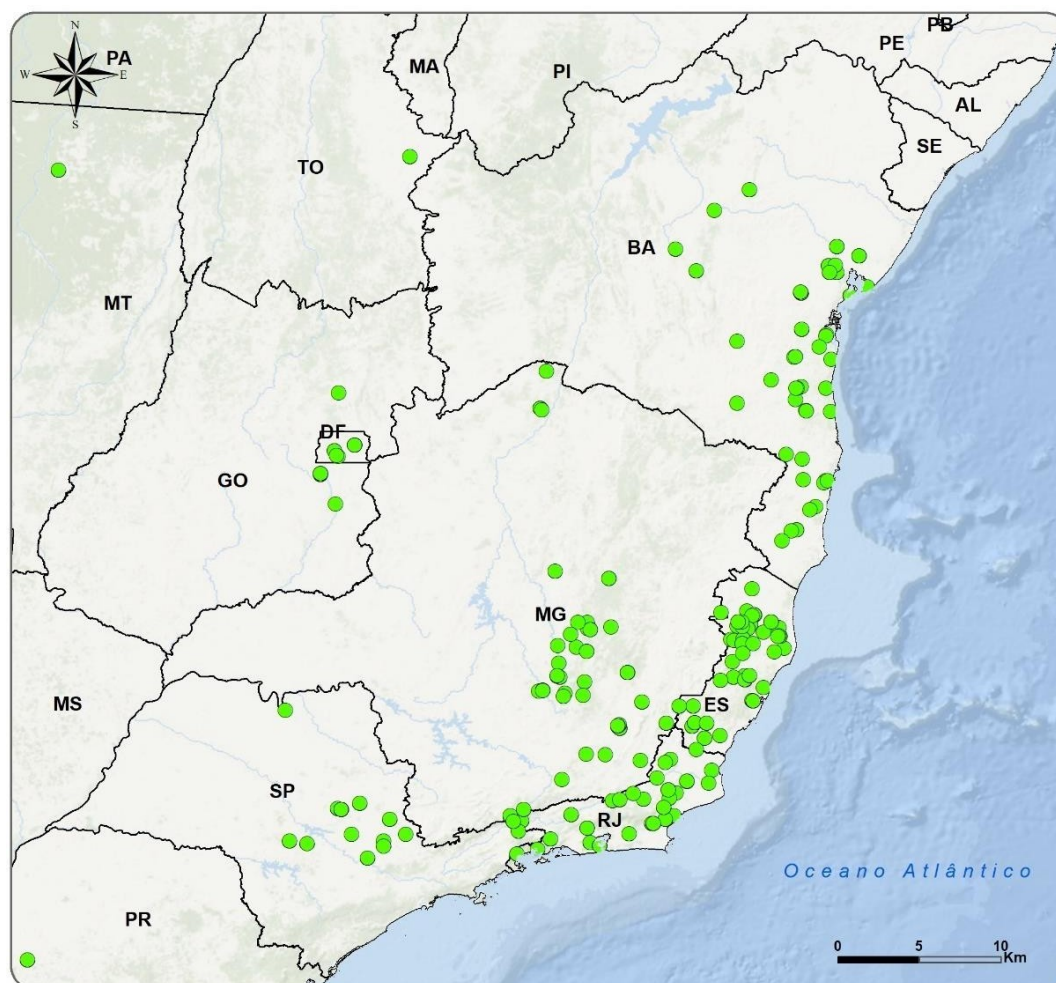 PB
PE
N
PA
MA
PI
W E
AL
S
SE
TO
BA
MT
DF
GO
MG
MS
ES
SP
RJ
Oceano Atlântico
PR
0 5 10
Km